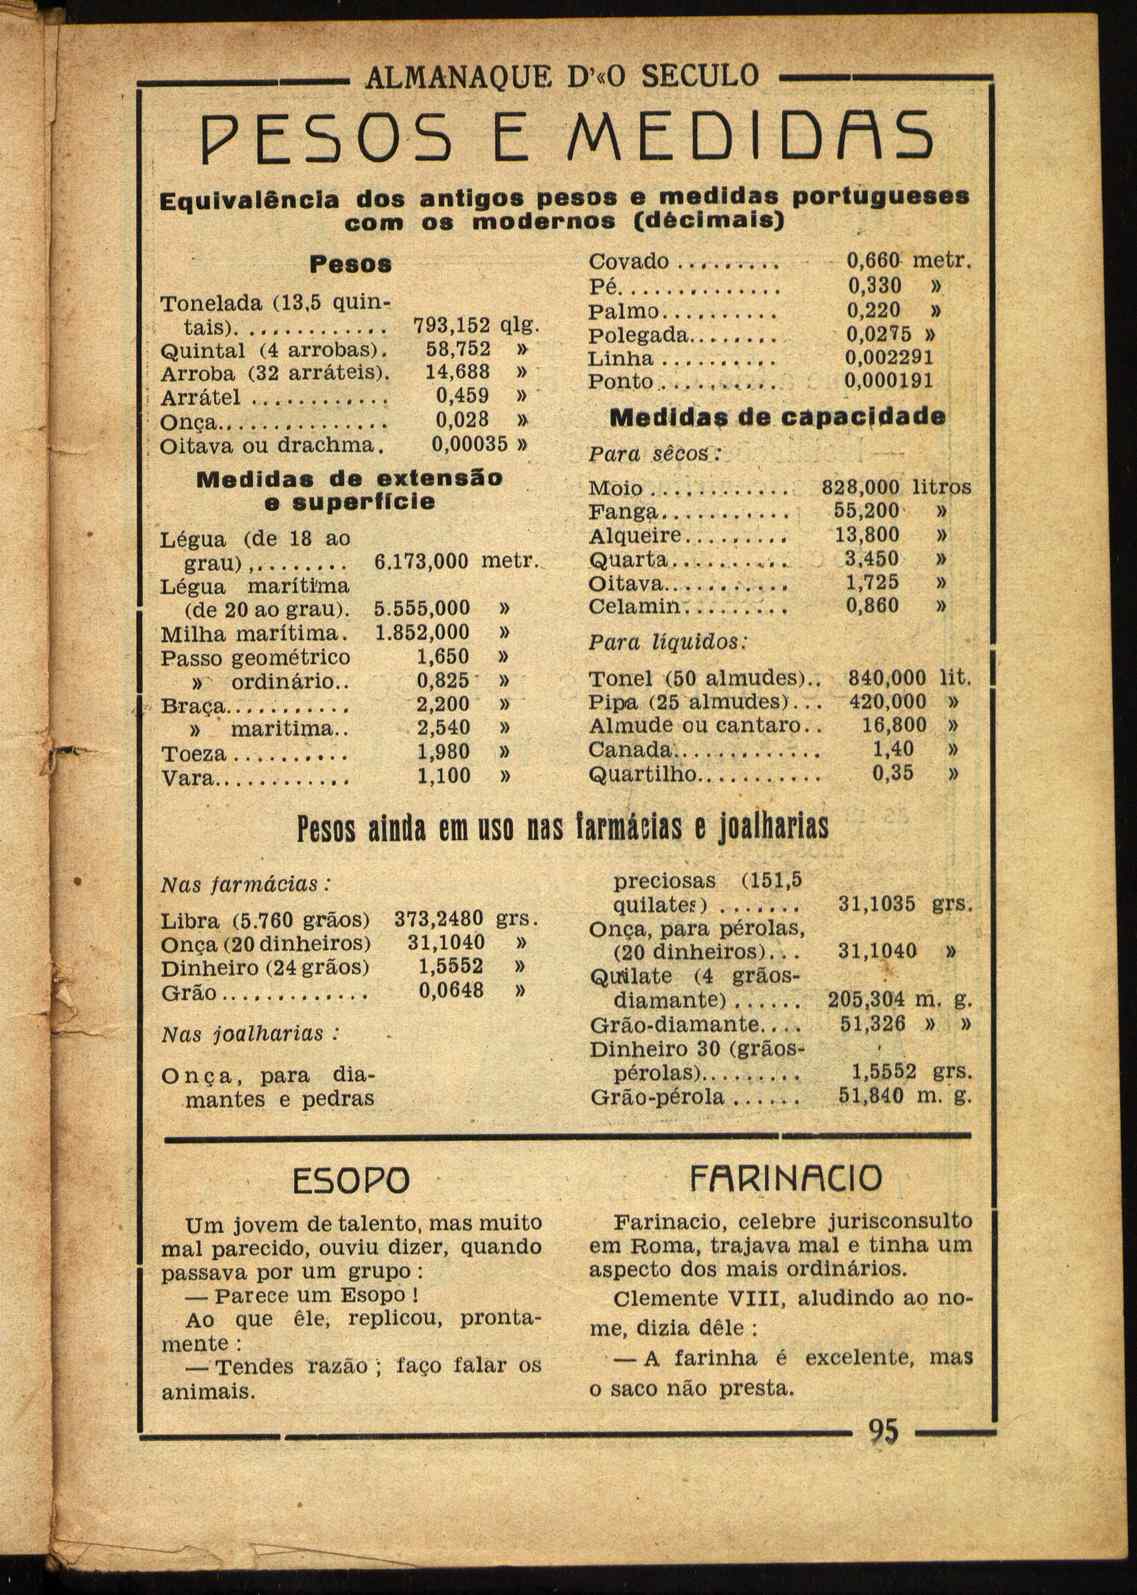 ALMANAQUE D'«O SECULO
PESOS E MEDIDAS
Equivalência dos antigos pesos e medidas portugueses
com os modernos (décimais)
Pesos
Tonelada (13,5 quin-
tais)............. 793,152 qlg.
Quintal (4 arrobas). 58,752 »
Arroba (32 arráteis). 14,688 »
Arrátel ............ 0,459 »
Onça............... 0,028 »
Oitava ou drachma. 0,00035 »
Medidas de extensão
e superfície
Légua (de 18 ao
grau) ,........ 6.173,000 metr.
Légua marítima
(de 20 ao grau). 5.555,000 »
Milha marítima. 1.852,000 »
Passo geométrico 1,650 »
» ordinário.. 0,825 »
Braça........... 2,200 »
» maritima.. 2,540 »
Toeza.......... 1,980 »
Vara............ 1,100 »
Covado ......... 0,660 metr.
Pé.............. 0,330 »
Palmo.......... 0,220 »
Polegada........ 0,0275 »
Linha .......... 0,002291
Ponto .......... 0,000191
Medidas de capacidade
Para sêcos :
Moio ............ 828,000 litros
Fanga........... 55,200 »
Alqueire......... 13,800 »
Quarta.......... 3,450 »
Oitava........... 1,725 »
Celamin......... 0,860 »
Para líquidos:
Tonel (50 almudes).. 840,000 lit.
Pipa (25 almudes)... 420,000 »
Almude ou cantaro.. 16,800 »
Canada............. 1,40 »
Quartilho........... 0,35 »
Pesos ainda em uso nas farmácias e joalharias
Nas farmácias :
Libra (5.760 grãos) 373,2480 grs.
Onça (20 dinheiros) 31,1040 »
Dinheiro (24 grãos) 1,5552 »
Grão ............. 0,0648 »
Nas joalharias :
Onça, para dia-
mantes e pedras
preciosas (151,5
quilates) ....... 31,1035 grs.
Onça, para pérolas,
(20 dinheiros)... 31,1040 »
Quilate (4 grãos-
diamante) ...... 205,304 m. g.
Grão-diamante.... 51,326 » »
Dinheiro 30 (grãos-
pérolas)......... 1,5552 grs.
Grão-pérola ...... 51,840 m. g.
ESOPO
Um jovem de talento, mas muito
mal parecido, ouviu dizer, quando
passava por um grupo :
— Parece um Esopo !
Ao que êle, replicou, pronta-
mente :
— Tendes razão ; faço falar os
animais.
FARINACIO
Farinacio, celebre jurisconsulto
em Roma, trajava mal e tinha um
aspecto dos mais ordinários.
Clemente VIII, aludindo ao no-
me, dizia dêle :
— A farinha é excelente, mas
o saco não presta.
95